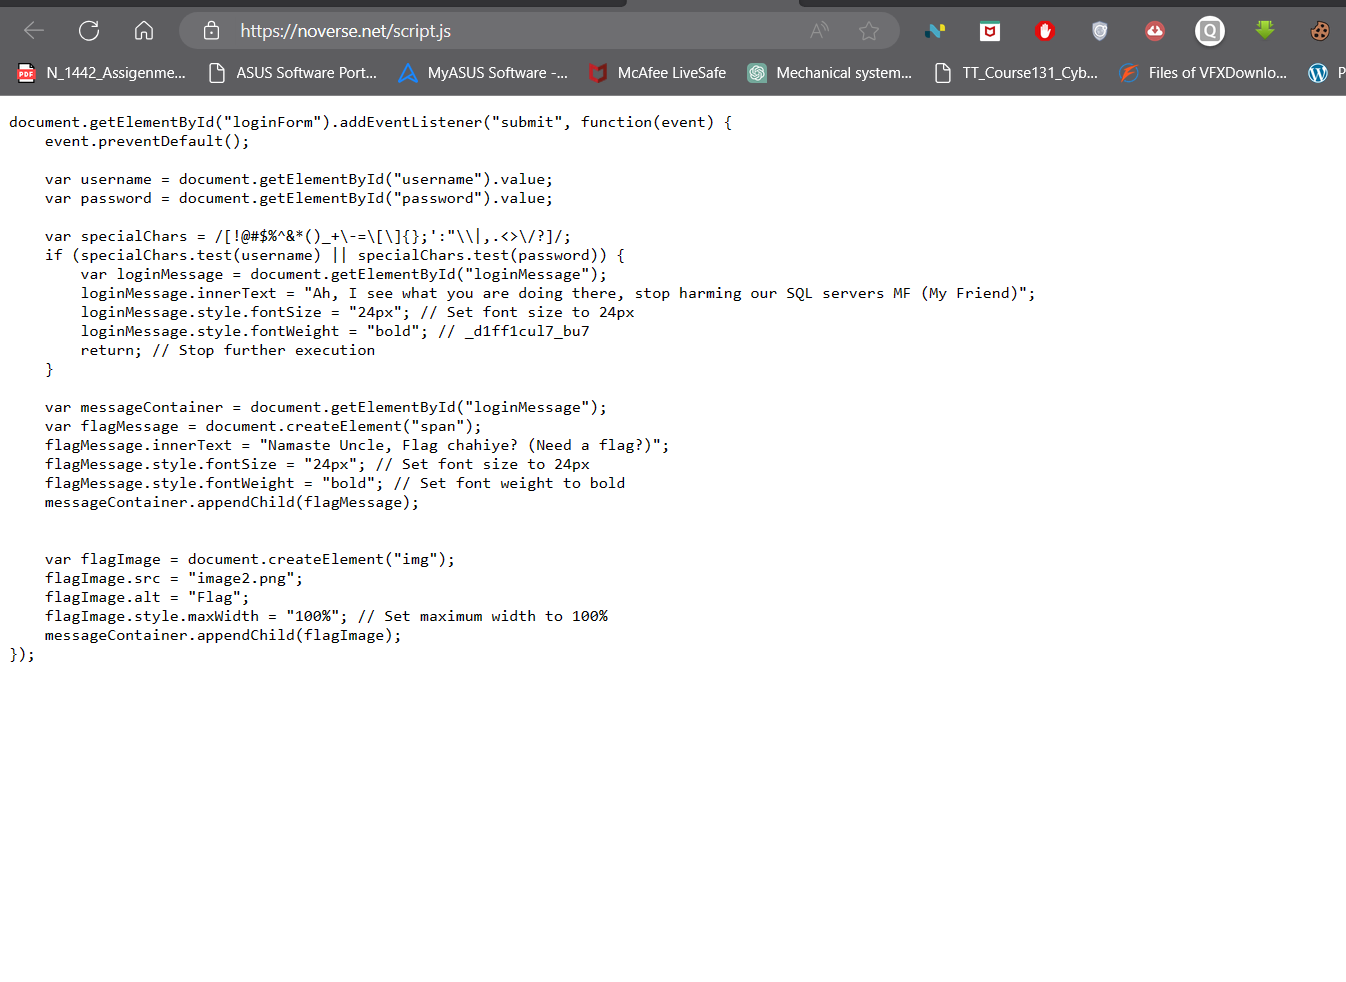 https://noverse.net/script.js
N_1442_Assigenme... ASUS Software Port... MyASUS Software -... McAfee LiveSafe Mechanical system... TT_Course131_Cyb... Files of VFXDownlo... P
document.getElementById("loginForm").addEventListener("submit", function(event) {
    event.preventDefault();
    var username = document.getElementById("username").value;
    var password = document.getElementById("password").value;
    var specialChars = /[!@#$%^&*()_+\-=\[\]{};':"\\|,.<>\/?]/;
    if (specialChars.test(username) || specialChars.test(password)) {
        var loginMessage = document.getElementById("loginMessage");
        loginMessage.innerText = "Ah, I see what you are doing there, stop harming our SQL servers MF (My Friend)";
        loginMessage.style.fontSize = "24px"; // Set font size to 24px
        loginMessage.style.fontWeight = "bold"; // _d1ff1cul7_bu7
        return; // Stop further execution
    }
    var messageContainer = document.getElementById("loginMessage");
    var flagMessage = document.createElement("span");
    flagMessage.innerText = "Namaste Uncle, Flag chahiye? (Need a flag?)";
    flagMessage.style.fontSize = "24px"; // Set font size to 24px
    flagMessage.style.fontWeight = "bold"; // Set font weight to bold
    messageContainer.appendChild(flagMessage);
    var flagImage = document.createElement("img");
    flagImage.src = "image2.png";
    flagImage.alt = "Flag";
    flagImage.style.maxWidth = "100%"; // Set maximum width to 100%
    messageContainer.appendChild(flagImage);
});